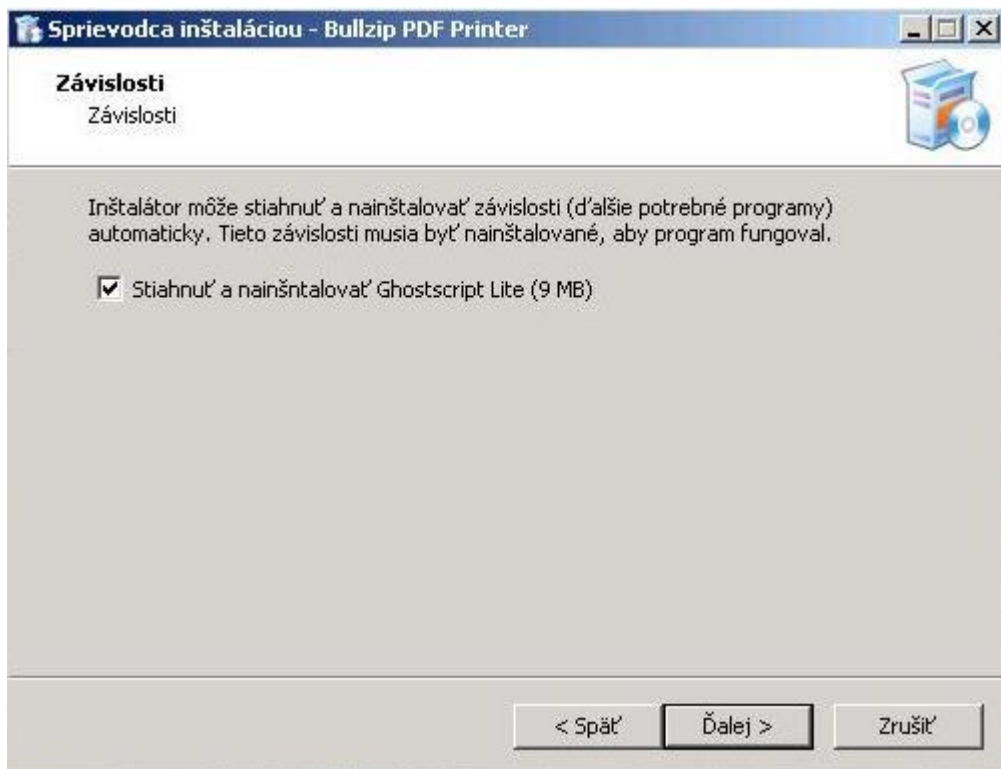 Sprievodca inštaláciou - Bullzip PDF Printer
Závislosti
Závislosti
Inštalátor môže stiahnuť a nainštalovať závislosti (ďalšie potrebné programy)
automaticky. Tieto závislosti musia byť nainštalované, aby program fungoval.
Stiahnuť a nainšntalovať Ghostscript Lite (9 MB)
< Späť
Ďalej >
Zrušiť